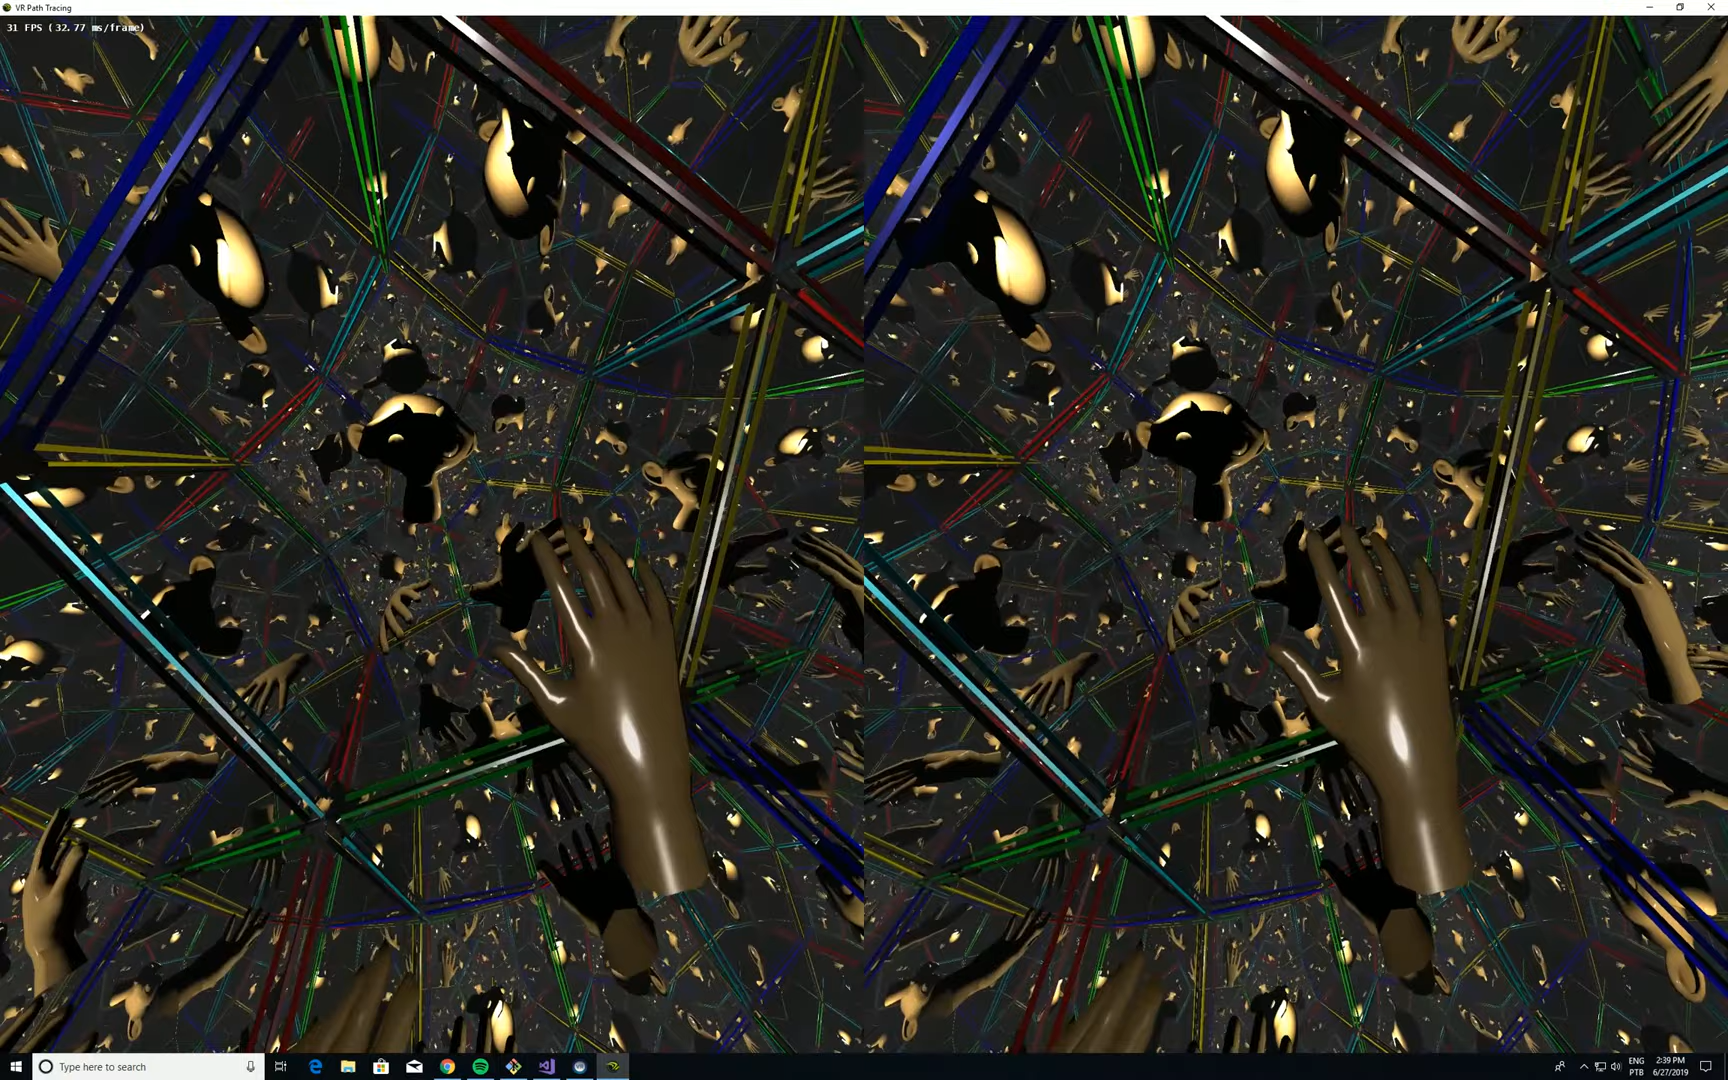 VR Path Tracing
31 FPS (32.77 ms/frame)
Type here to search
ENG
PTB
2:39 PM
6/27/2019